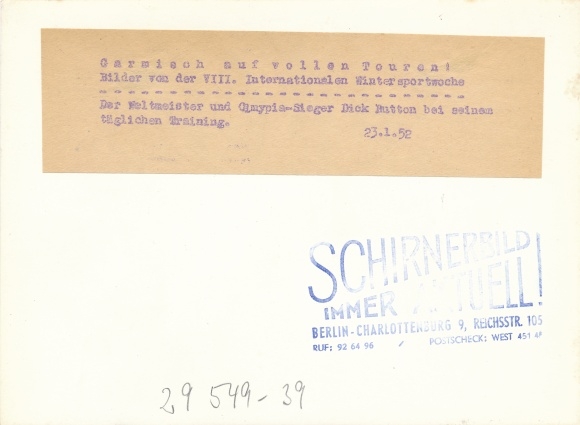 Garmisch auf vollen Touren!
Bilder von der VIII. Internationalen Wintersportwoche
Der Weltmeister und Olmypia-Sieger Dick Button bei seinem
täglichen Training.
23.1.52
SCHIRNERBILD
IMMER AKTUELL!
BERLIN-CHARLOTTENBURG 9, REICHSSTR. 105
RUF: 92 64 96 POSTSCHECK: WEST 451
29 549-39